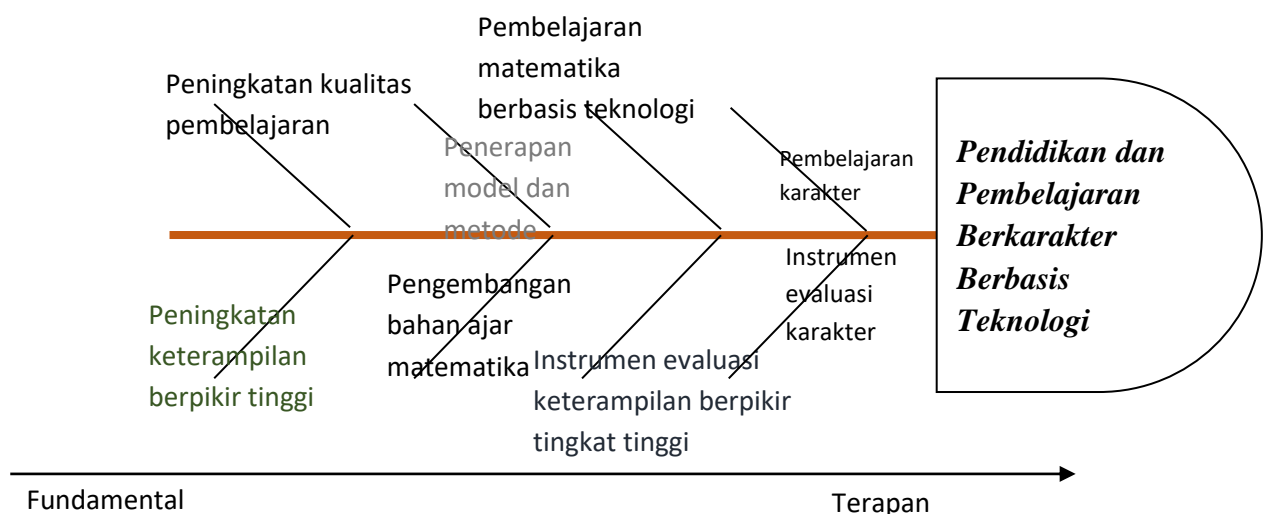 Pembelajaran
matematika
berbasis teknologi
Peningkatan kualitas
pembelajaran
Penerapan
model dan
metode
Pembelajaran
karakter
Pendidikan dan
Pembelajaran
Berkarakter
Berbasis
Teknologi
Instrumen
evaluasi
karakter
Pengembangan
bahan ajar
matematika
Peningkatan
keterampilan
berpikir tinggi
Instrumen evaluasi
keterampilan berpikir
tingkat tinggi
Fundamental
Terapan